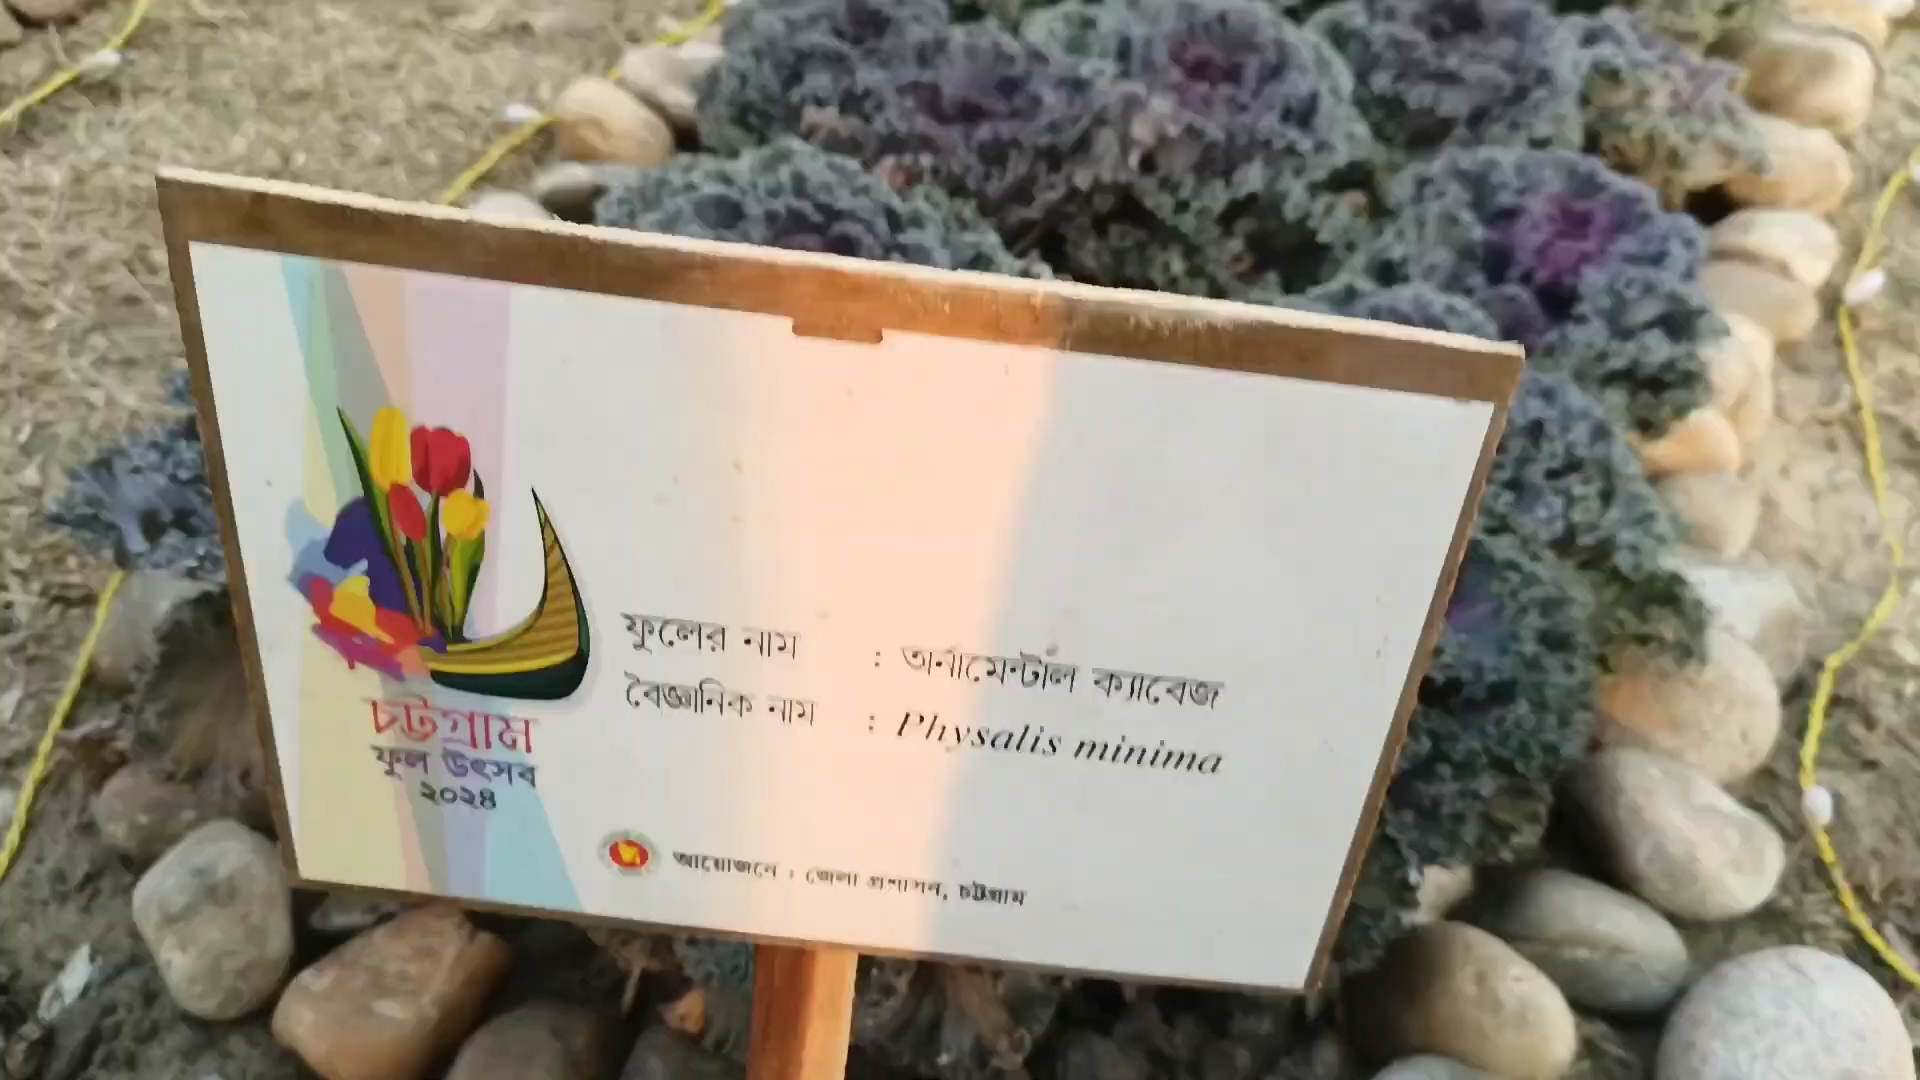 ফুলের নাম : অর্নামেন্টাল ক্যাবেজ
বৈজ্ঞানিক নাম : Physalis minima
চট্টগ্রাম
ফুল উৎসব
২০২৪
আয়োজনে : জেলা প্রশাসন, চট্টগ্রাম